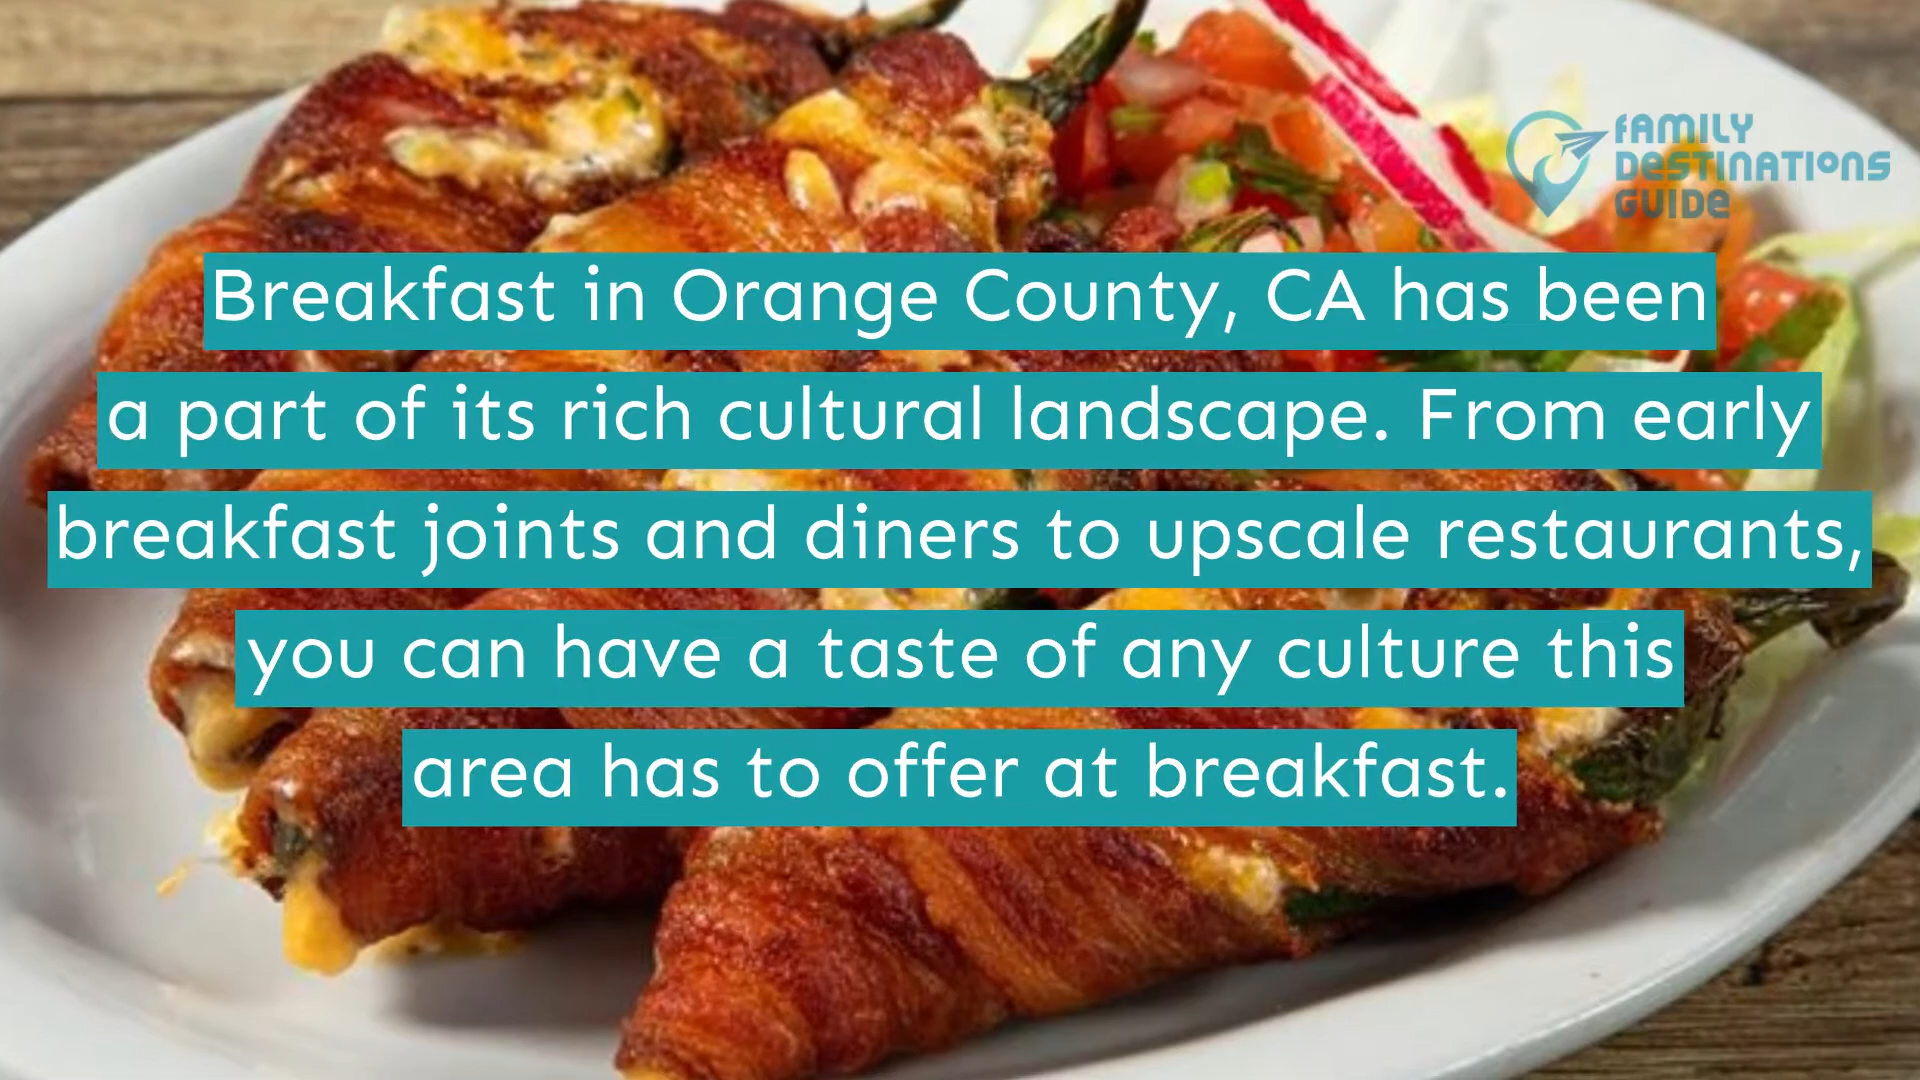 FAMILY
DESTINATIONS
GUIDE
Breakfast in Orange County, CA has been
a part of its rich cultural landscape. From early
breakfast joints and diners to upscale restaurants,
you can have a taste of any culture this
area has to offer at breakfast.